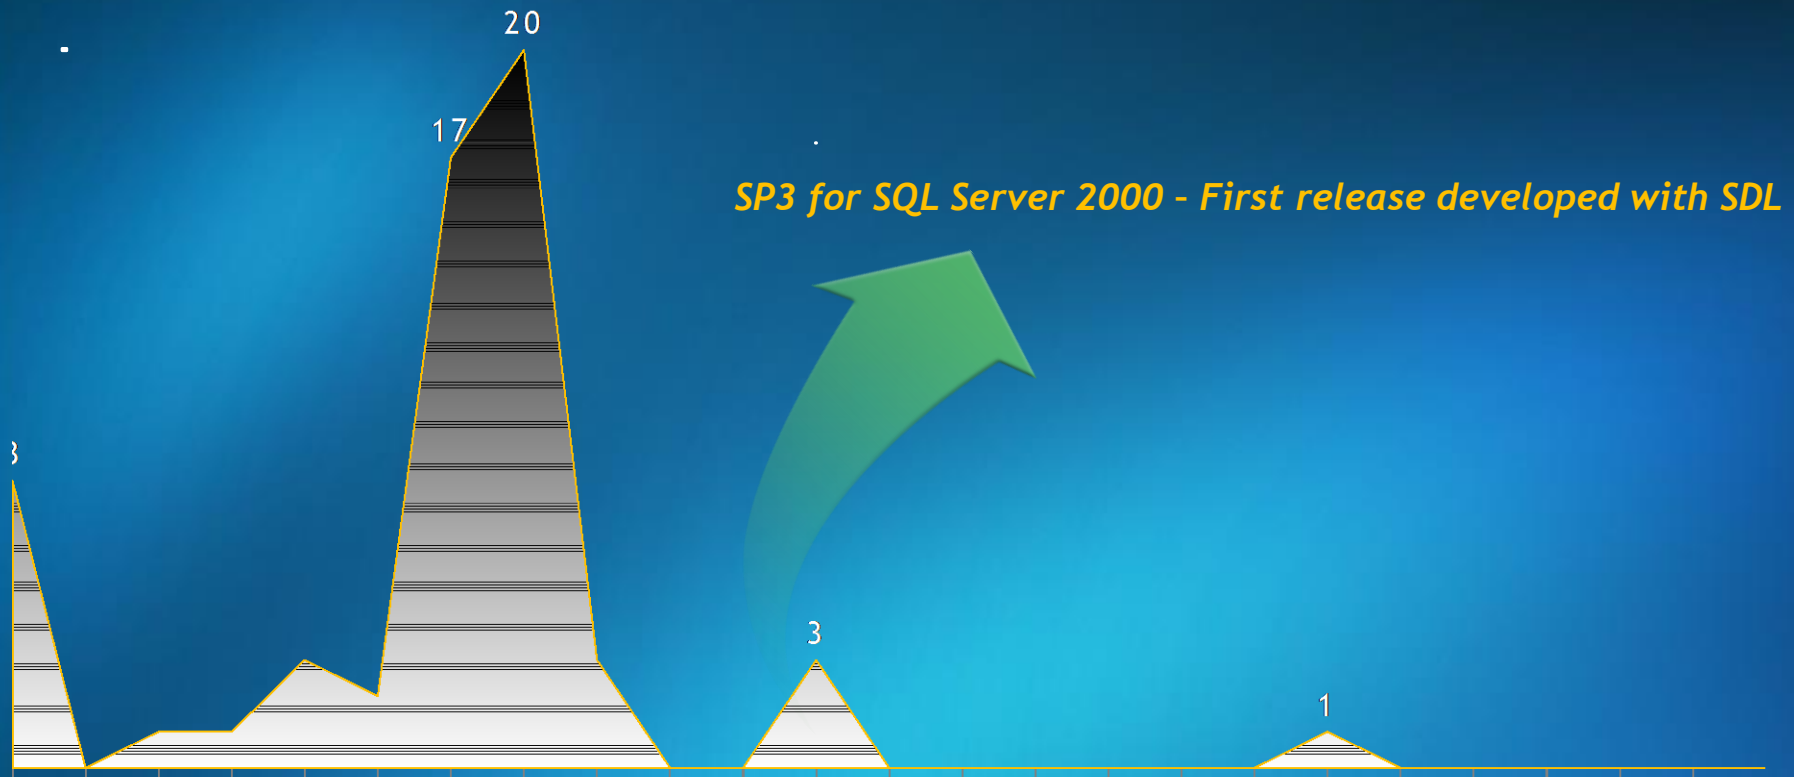 20
17
SP3 for SQL Server 2000 – First release developed with SDL
3
1